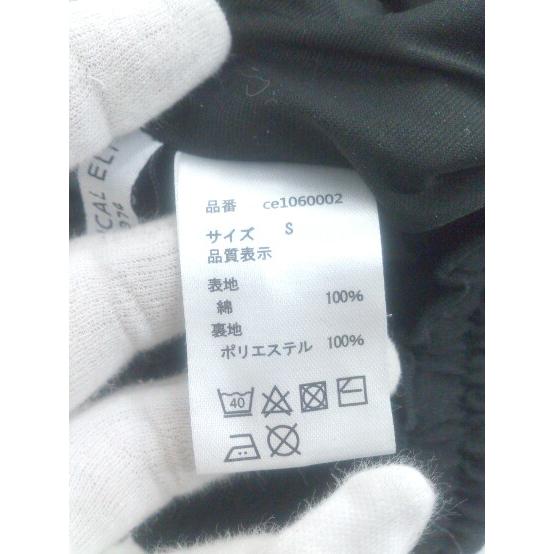 品番 ce1060002
サイズ S
品質表示
表地
綿 100%
裏地
ポリエステル 100%
40